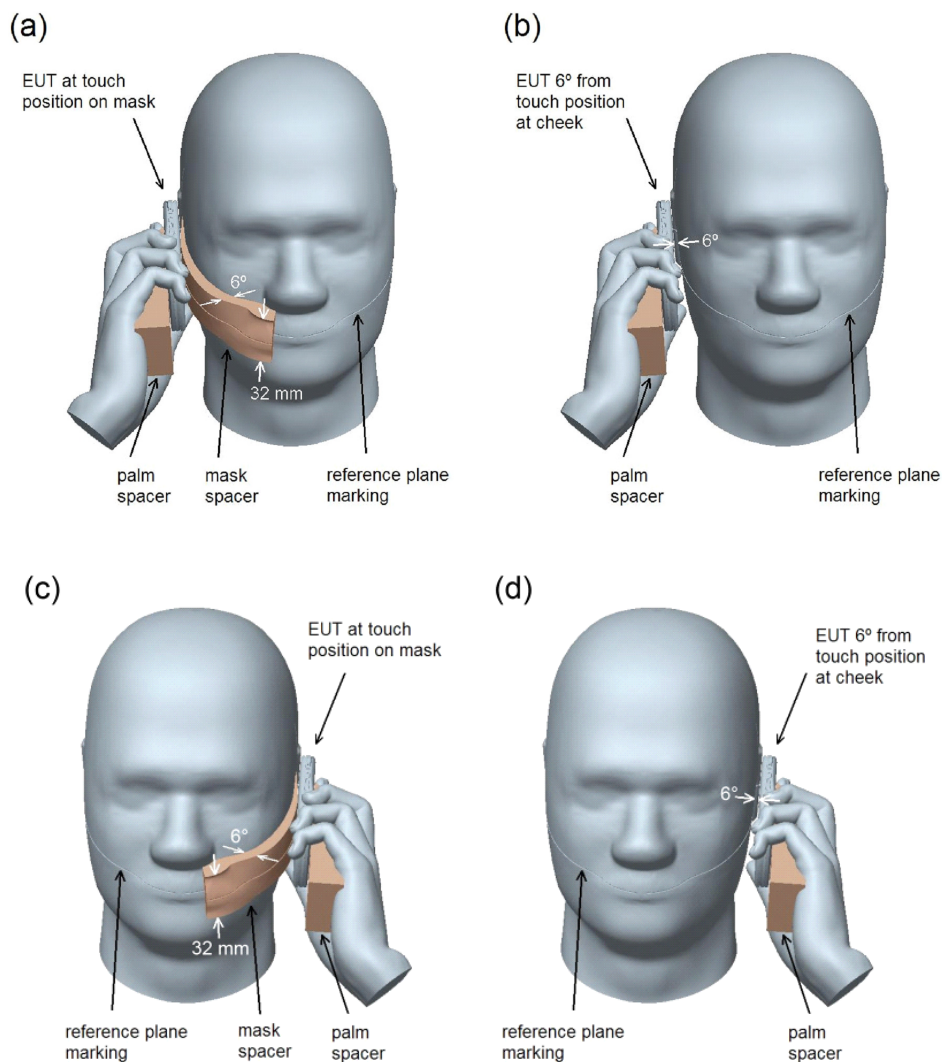 (a)
EUT at touch
position on mask
6º
32 mm
palm
spacer
mask
spacer
reference plane
marking
(b)
EUT 6º from
touch position
at cheek
6º
palm
spacer
reference plane
marking
(c)
EUT at touch
position on mask
6º
32 mm
reference plane
marking
mask
spacer
palm
spacer
(d)
EUT 6º from
touch position
at cheek
6º
reference plane
marking
palm
spacer